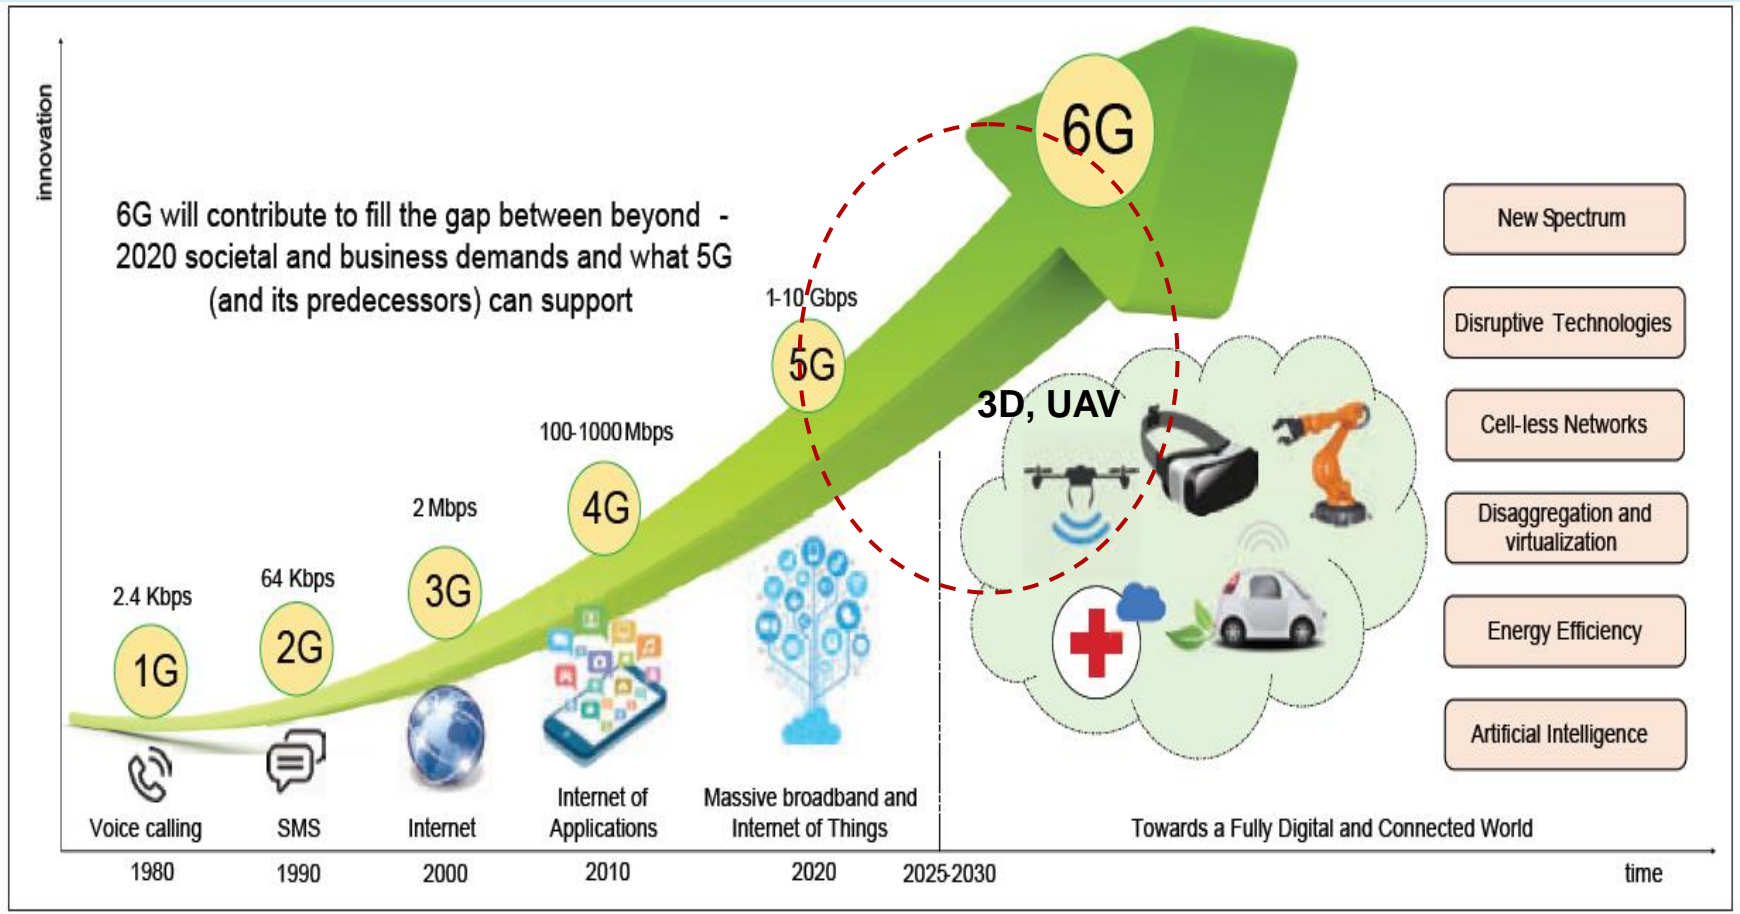 innovation
6G will contribute to fill the gap between beyond -
2020 societal and business demands and what 5G
(and its predecessors) can support
6G
1-10 Gbps
5G
100-1000 Mbps
4G
2 Mbps
3G
64 Kbps
2G
2.4 Kbps
1G
3D, UAV
New Spectrum
Disruptive Technologies
Cell-less Networks
Disaggregation and
virtualization
Energy Efficiency
Artificial Intelligence
Voice calling
SMS
Internet
Internet of
Applications
Massive broadband and
Internet of Things
Towards a Fully Digital and Connected World
1980
1990
2000
2010
2020
2025-2030
time